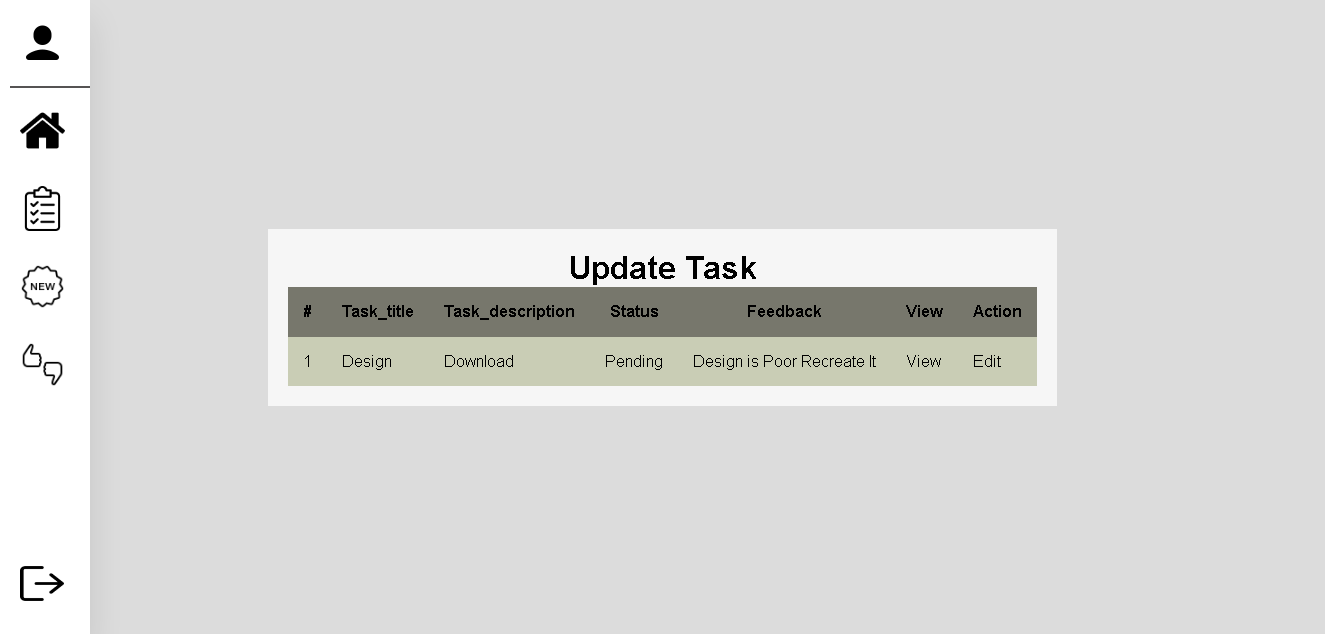 NEW
Update Task
# Task_title Task_description Status Feedback View Action
1 Design Download Pending Design is Poor Recreate It View Edit